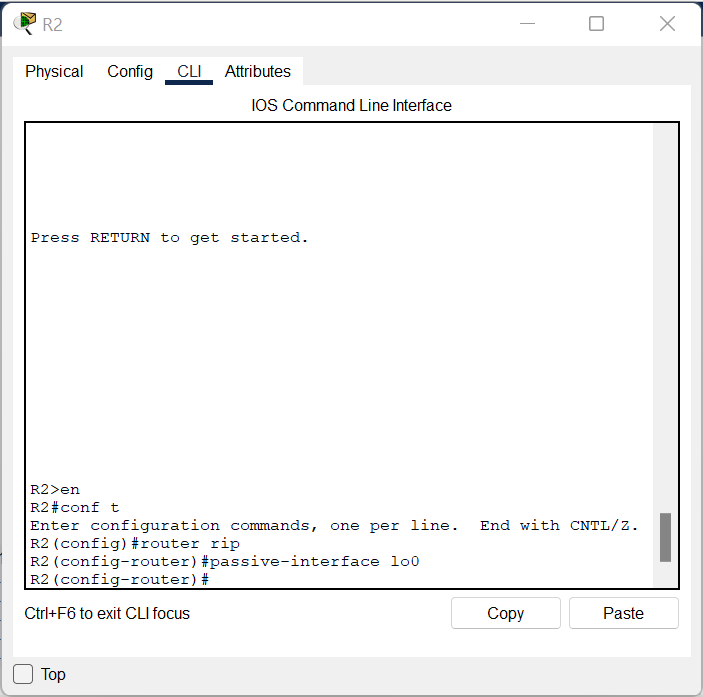 R2
Physical Config CLI Attributes
IOS Command Line Interface
Press RETURN to get started.
R2>en
R2#conf t
Enter configuration commands, one per line.  End with CNTL/Z.
R2(config)#router rip
R2(config-router)#passive-interface lo0
R2(config-router)#
Ctrl+F6 to exit CLI focus
Copy
Paste
Top